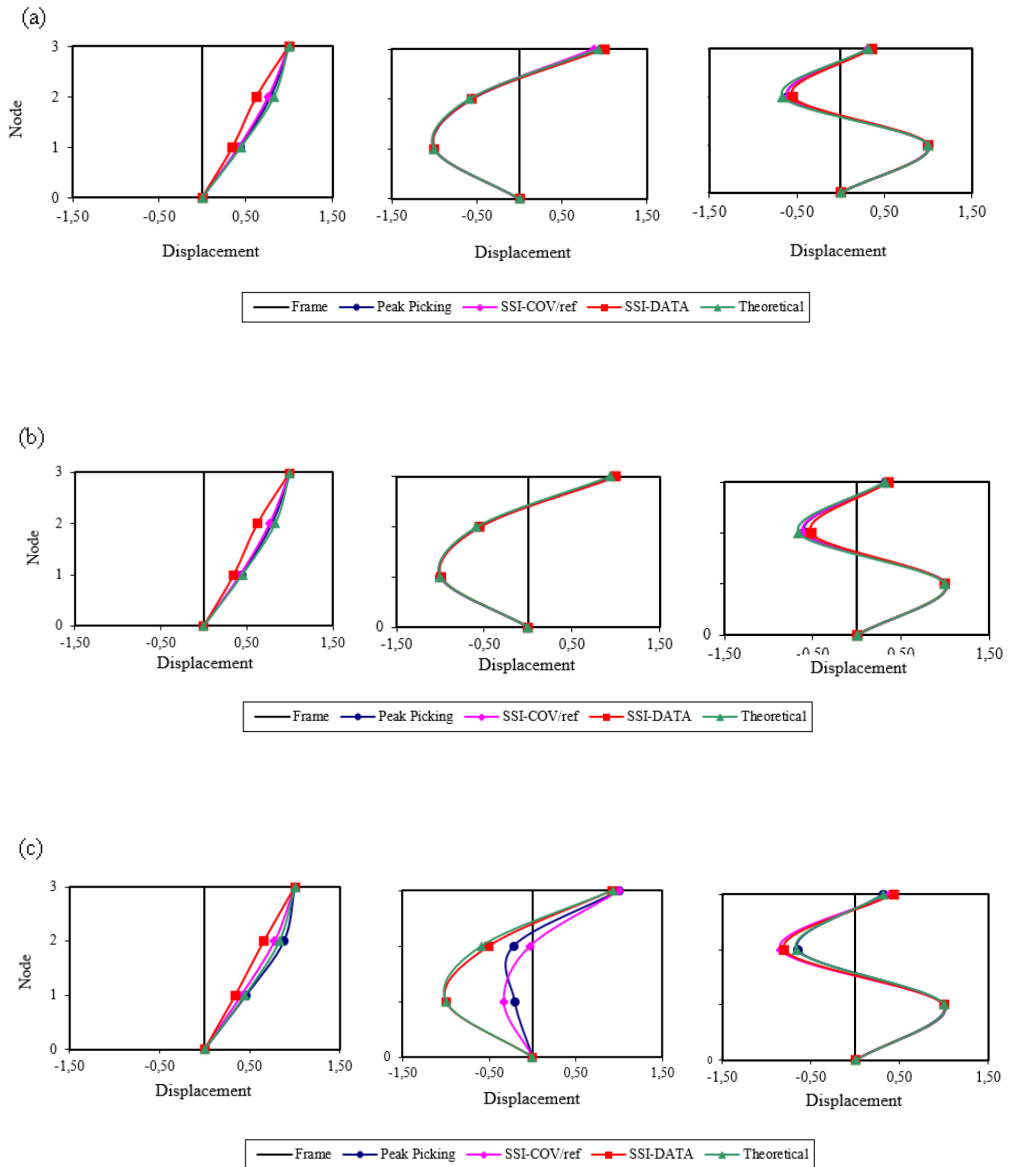 (a)
Node
3
2
1
0
-1,50 -0,50 0,50 1,50
-1,50 -0,50 0,50 1,50
-1,50 -0,50 0,50 1,50
Displacement
Displacement
Displacement
Frame Peak Picking SSI-COV/ref SSI-DATA Theoretical
(b)
Node
3
2
1
0
0
0
-1,50 -0,50 0,50 1,50
-1,50 -0,50 0,50 1,50
-1,50 -0,50 0,50 1,50
Displacement
Displacement
Displacement
Frame Peak Picking SSI-COV/ref SSI-DATA Theoretical
(c)
Node
3
2
1
0
0
0
-1,50 -0,50 0,50 1,50
-1,50 -0,50 0,50 1,50
-1,50 -0,50 0,50 1,50
Displacement
Displacement
Displacement
Frame Peak Picking SSI-COV/ref SSI-DATA Theoretical